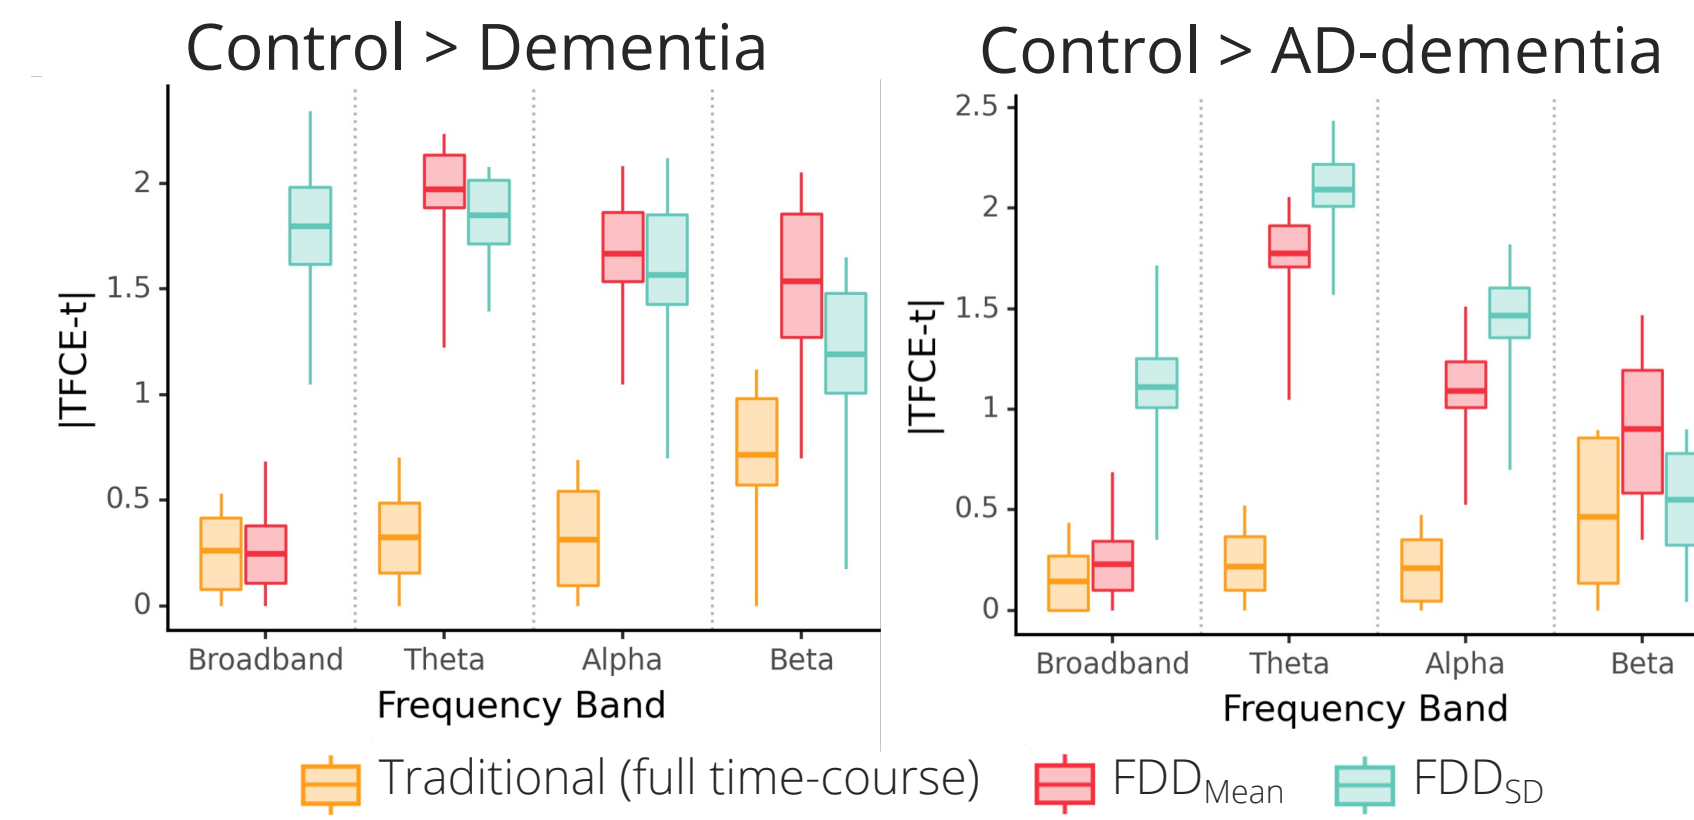 Control > Dementia
|TFCE-t|
2
1.5
1
0.5
0
Broadband Theta Alpha Beta
Frequency Band
Control > AD-dementia
|TFCE-t|
2.5
2
1.5
1
0.5
0
Broadband Theta Alpha Beta
Frequency Band
Traditional (full time-course) FDDMean FDDSD